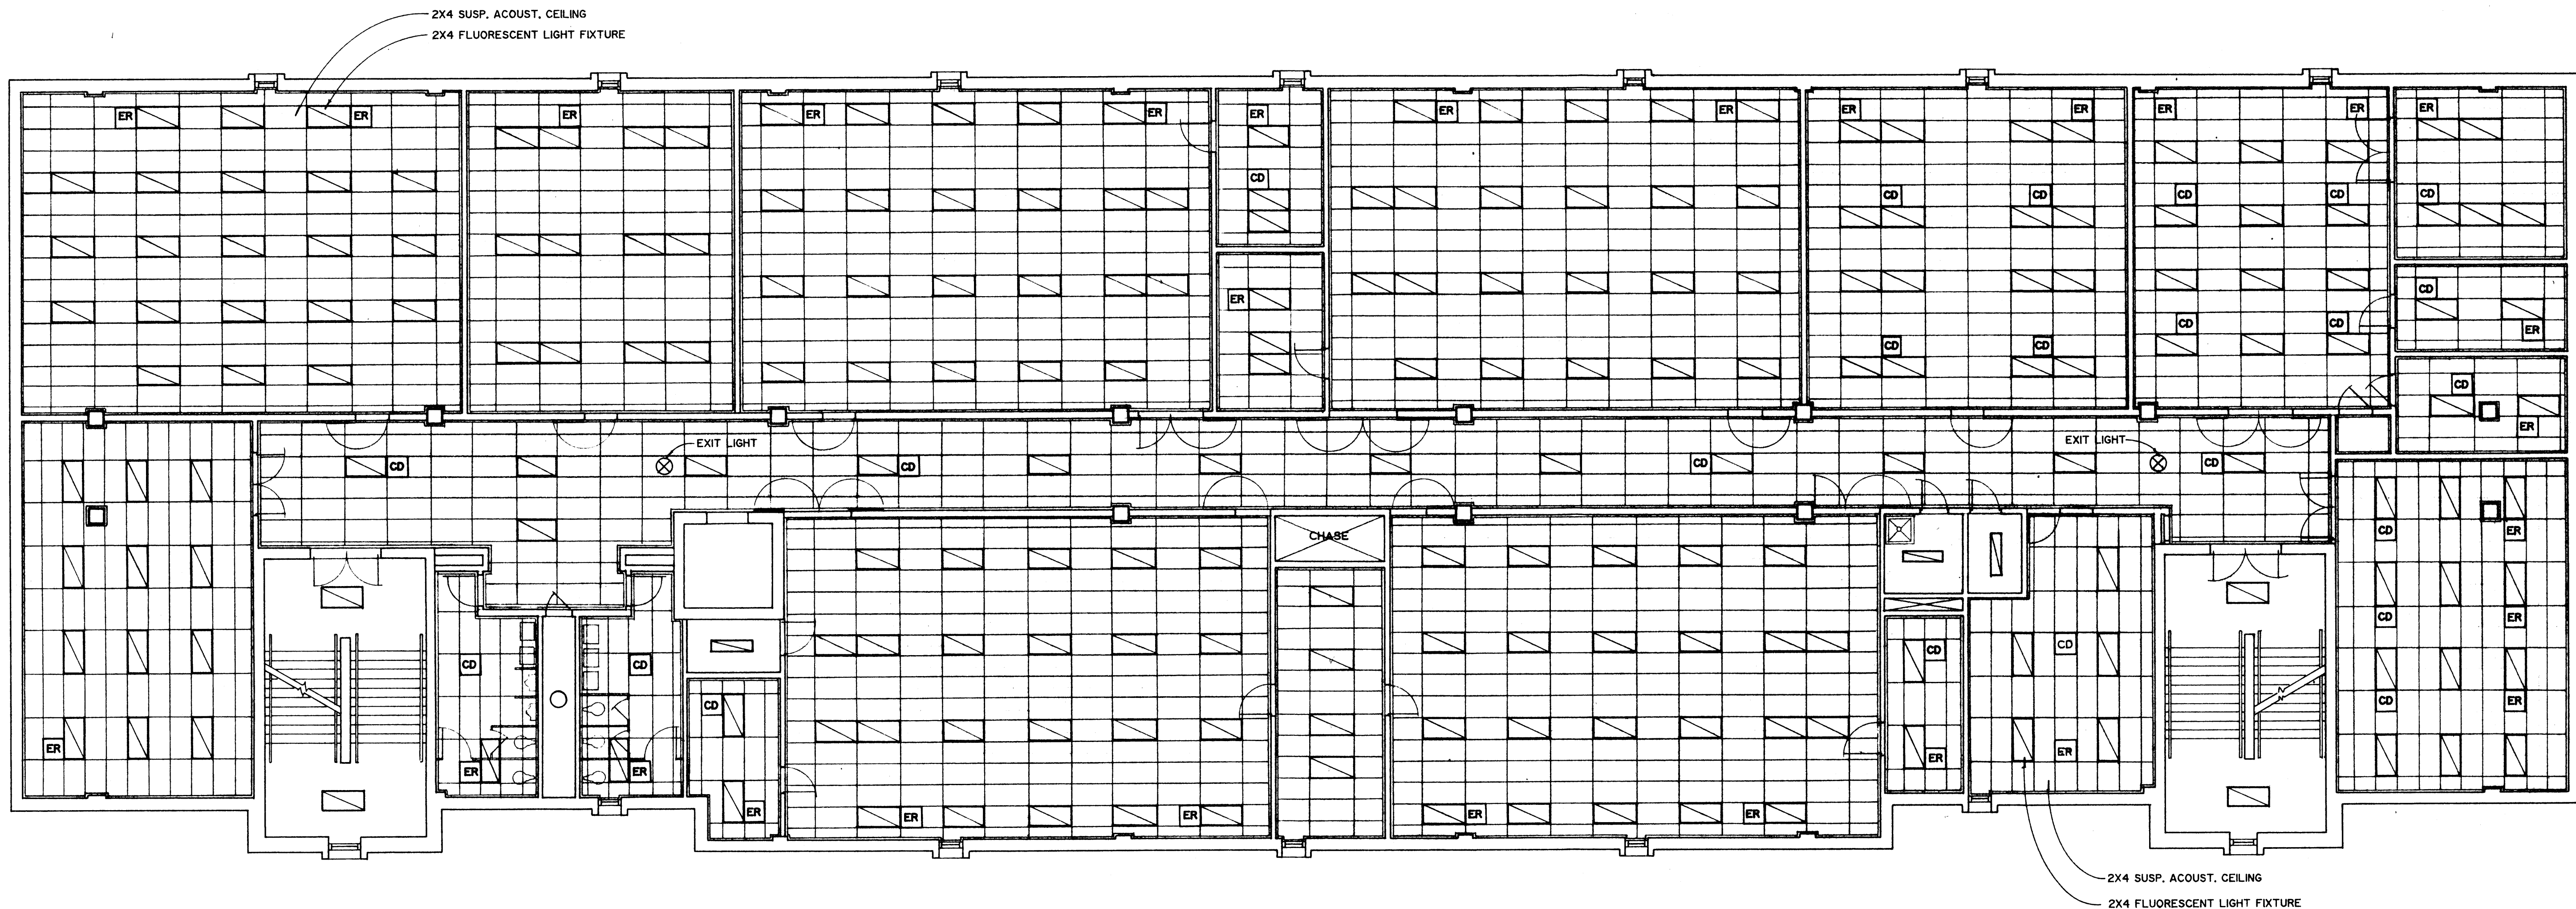 2X4 SUSP. ACOUST. CEILING
2X4 FLUORESCENT LIGHT FIXTURE
ER ER ER ER ER ER ER ER ER ER ER ER ER
CD CD CD CD CD CD
ER CD
CD CD ER
CD CD CD
ER
EXIT LIGHT EXIT LIGHT
CD CD CD CD
CHASE
CD ER
CD CD CD CD CD ER
CD CD ER
ER ER ER ER ER
ER ER ER ER ER
2X4 SUSP. ACOUST. CEILING
2X4 FLUORESCENT LIGHT FIXTURE